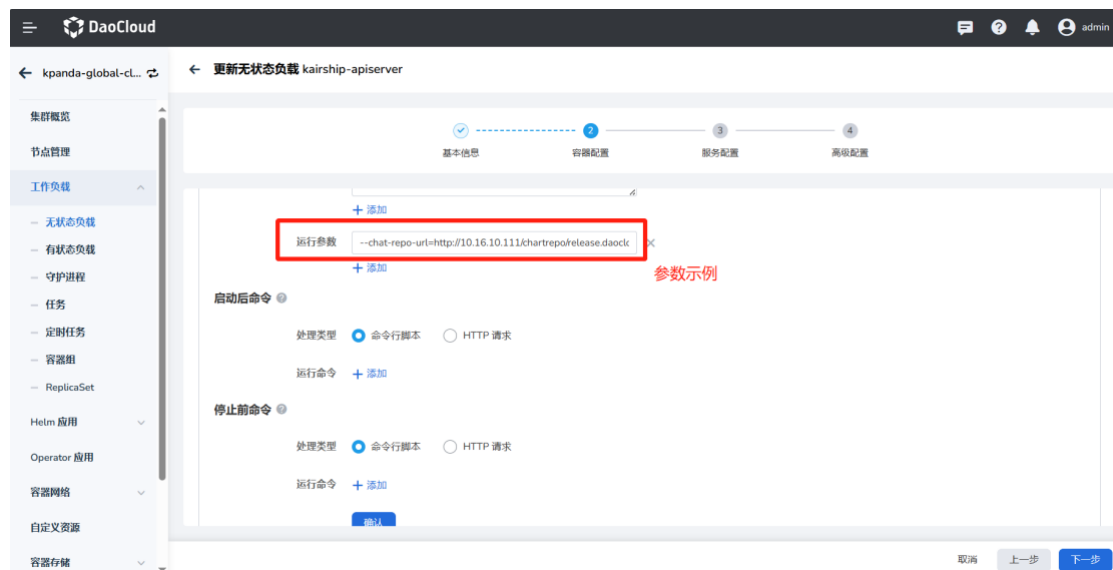 DaoCloud
admin
kpanda-global-cl...
更新无状态负载 kairship-apiserver
集群概览
节点管理
工作负载
无状态负载
有状态负载
守护进程
任务
定时任务
容器组
ReplicaSet
Helm 应用
Operator 应用
容器网络
自定义资源
容器存储
2
3
4
基本信息
容器配置
服务配置
高级配置
添加
运行参数
--chat-repo-url=http://10.16.10.111/chartrepo/release.daoclo
添加
参数示例
启动后命令
处理类型
命令行脚本
HTTP 请求
运行命令
添加
停止前命令
处理类型
命令行脚本
HTTP 请求
运行命令
添加
确认
取消
上一步
下一步